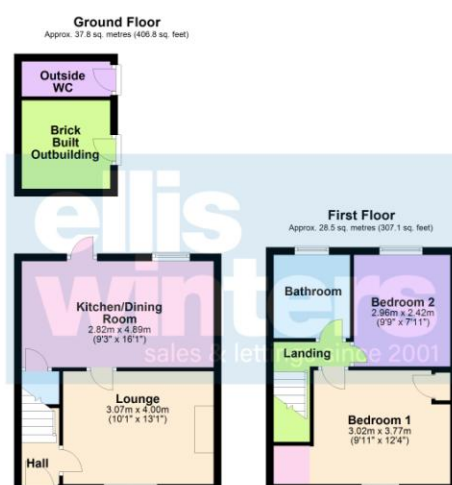 Ground Floor
Approx. 37.8 sq. metres (406.8 sq. feet)
Outside
WC
Brick
Built
Outbuilding
Kitchen/Dining
Room
2.82m x 4.89m
(9'3" x 16'1")
Lounge
3.07m x 4.00m
(10'1" x 13'1")
Hall
First Floor
Approx. 28.5 sq. metres (307.1 sq. feet)
Bathroom
Bedroom 2
2.96m x 2.42m
(9'9" x 7'11")
Landing
Bedroom 1
3.02m x 3.77m
(9'11" x 12'4")
ellis
winters
sales & lettings since 2001